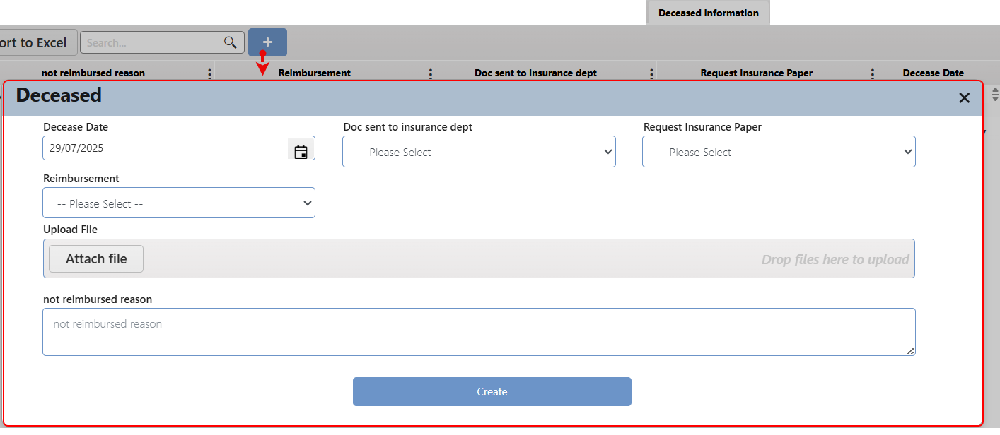 Deceased information
ort to Excel Search... +
not reimbursed reason Reimbursement Doc sent to insurance dept Request Insurance Paper Decease Date
Deceased
Decease Date Doc sent to insurance dept Request Insurance Paper
29/07/2025 -- Please Select -- -- Please Select --
Reimbursement
-- Please Select --
Upload File
Attach file Drop files here to upload
not reimbursed reason
not reimbursed reason
Create